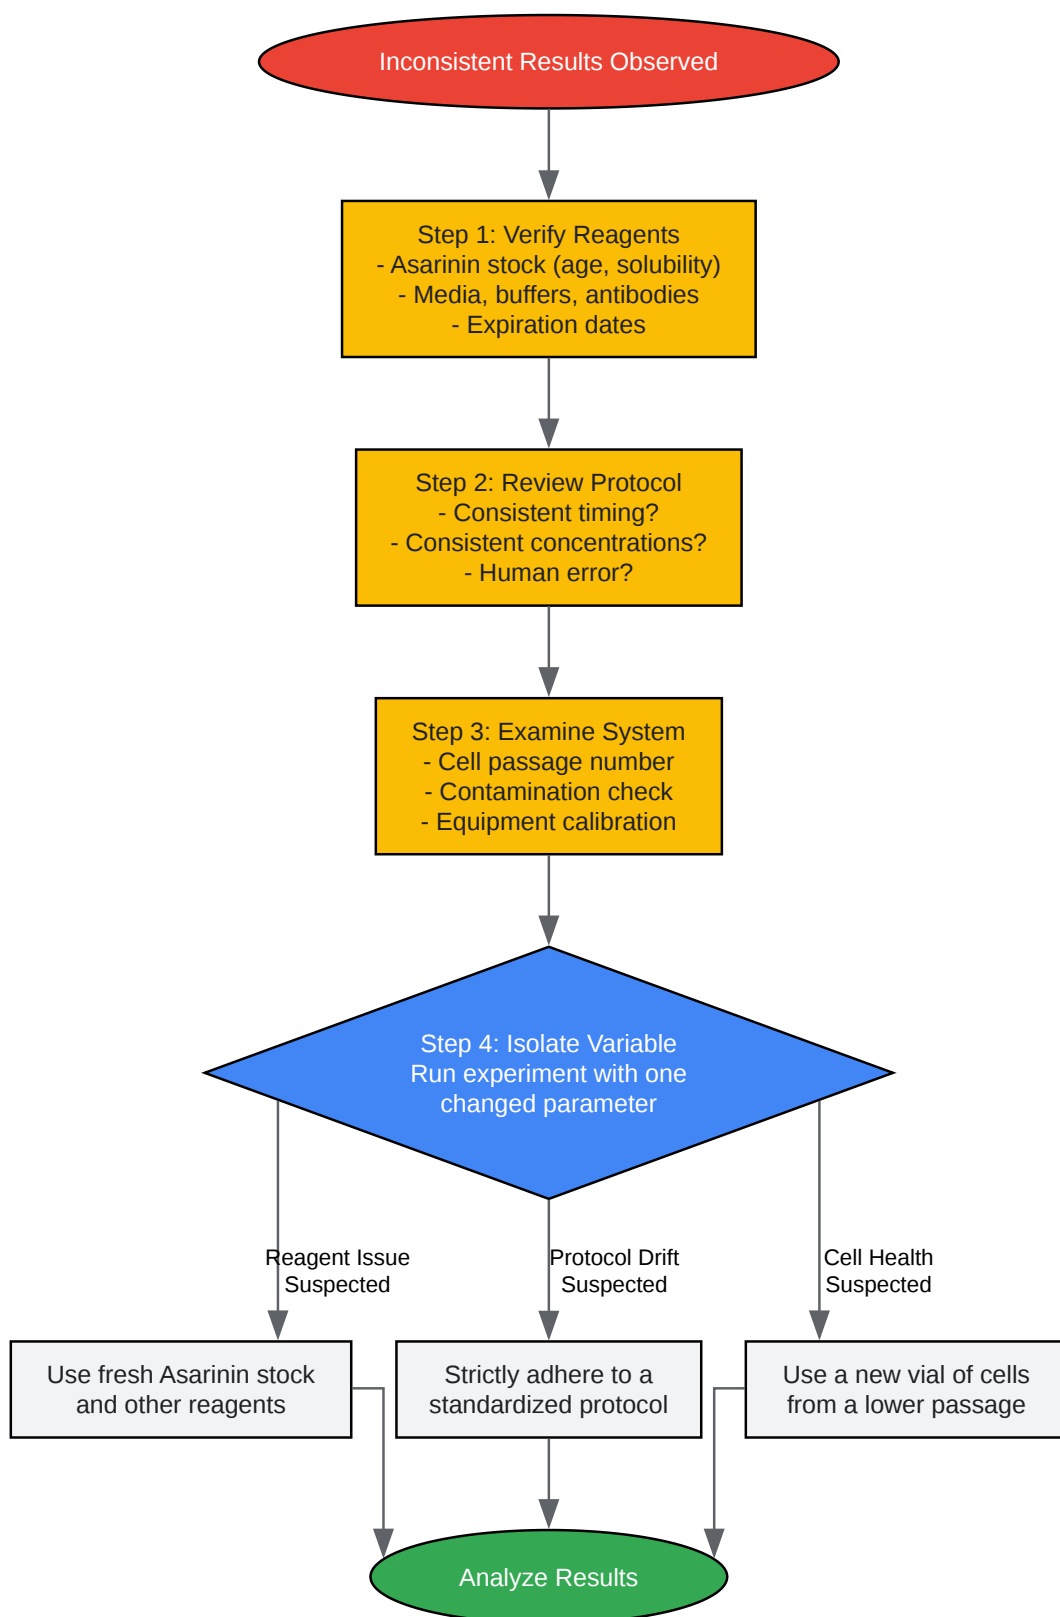 Inconsistent Results Observed
Step 1: Verify Reagents
- Asarinin stock (age, solubility)
- Media, buffers, antibodies
- Expiration dates
Step 2: Review Protocol
- Consistent timing?
- Consistent concentrations?
- Human error?
Step 3: Examine System
- Cell passage number
- Contamination check
- Equipment calibration
Step 4: Isolate Variable
Run experiment with one
changed parameter
Reagent Issue
Suspected
Protocol Drift
Suspected
Cell Health
Suspected
Use fresh Asarinin stock
and other reagents
Strictly adhere to a
standardized protocol
Use a new vial of cells
from a lower passage
Analyze Results